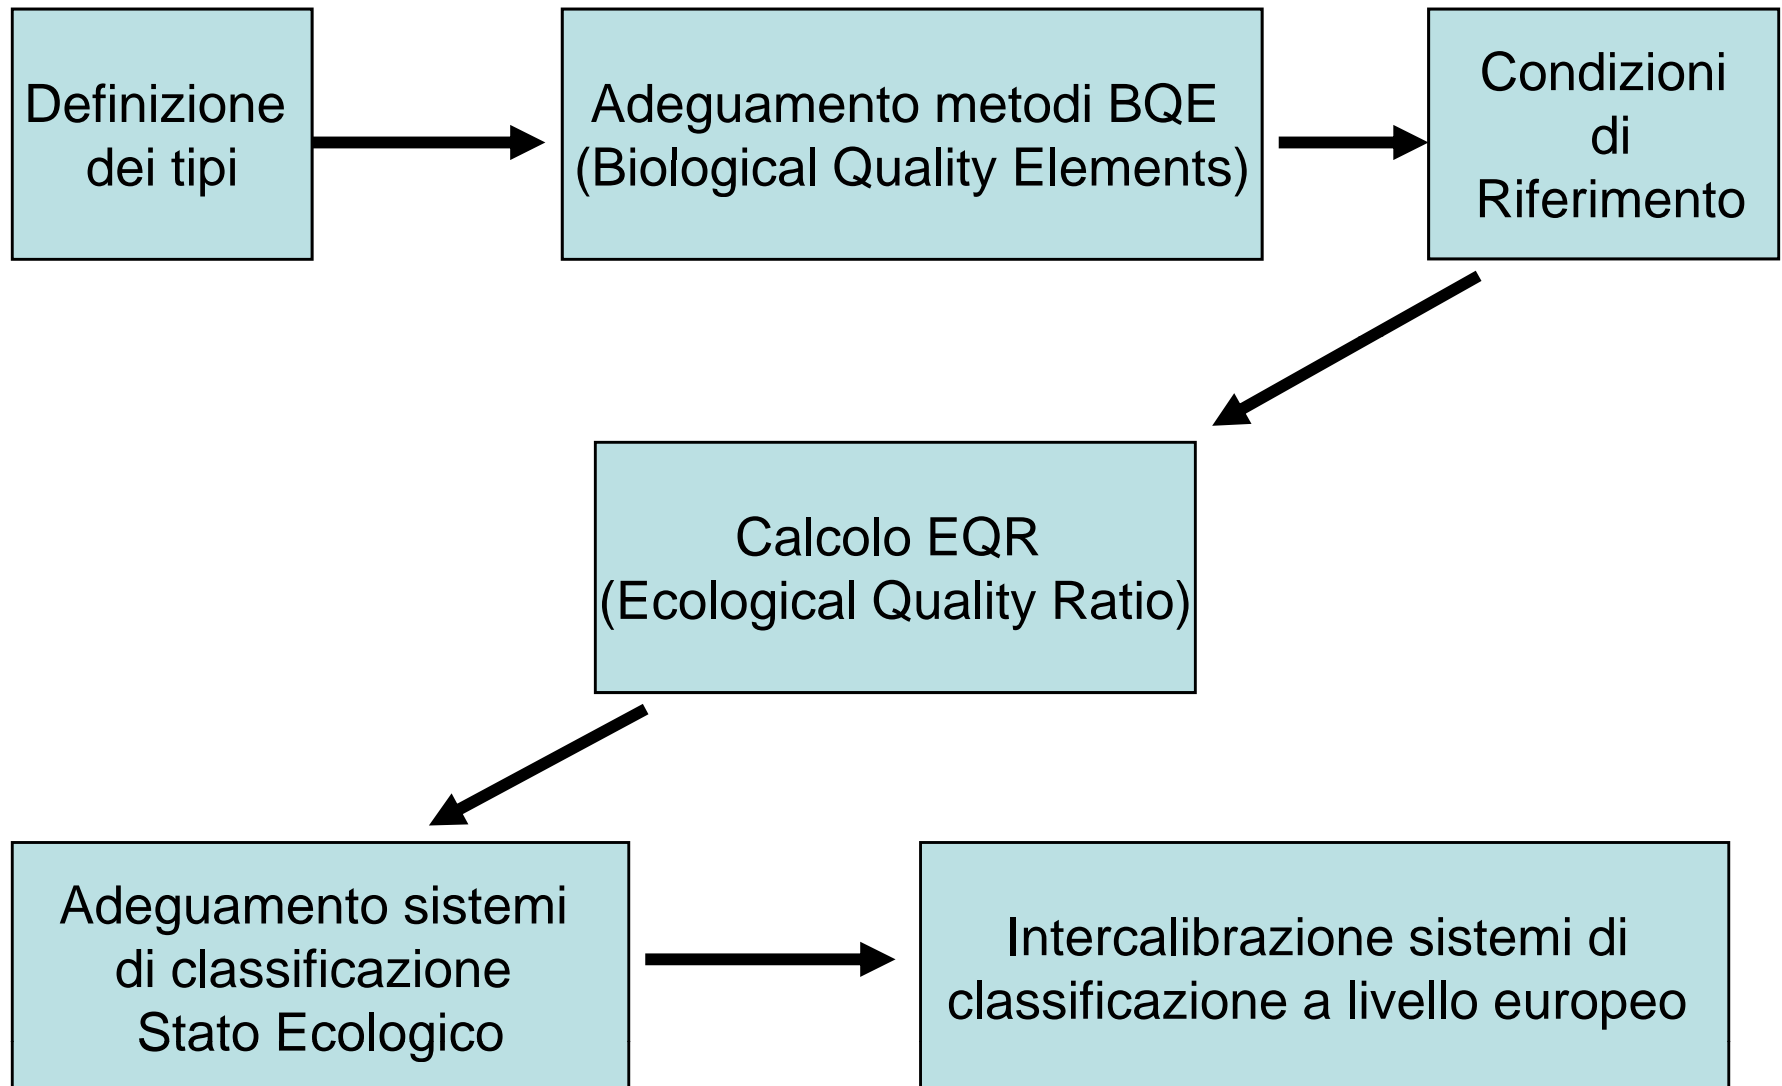 Definizione
dei tipi
Adeguamento metodi BQE
(Biological Quality Elements)
Condizioni
di
Riferimento
Calcolo EQR
(Ecological Quality Ratio)
Adeguamento sistemi
di classificazione
Stato Ecologico
Intercalibrazione sistemi di
classificazione a livello europeo